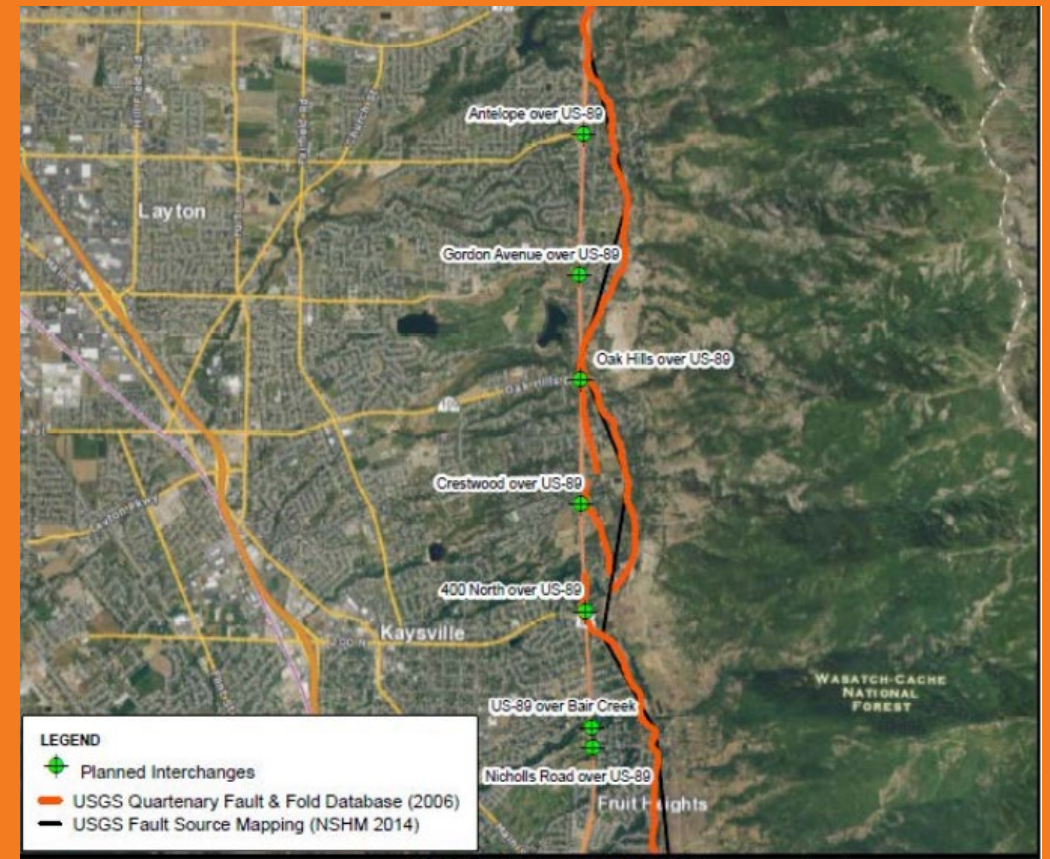 Antelope over US-89
Layton
Gordon Avenue over US-89
Oak Hills over US-89
Crestwood over US-89
400 North over US-89
Kaysville
WASATCH-CACHE
NATIONAL
FOREST
US-89 over Bair Creek
Nicholls Road over US-89
LEGEND
Planned Interchanges
USGS Quartenary Fault & Fold Database (2006)
USGS Fault Source Mapping (NSHM 2014)